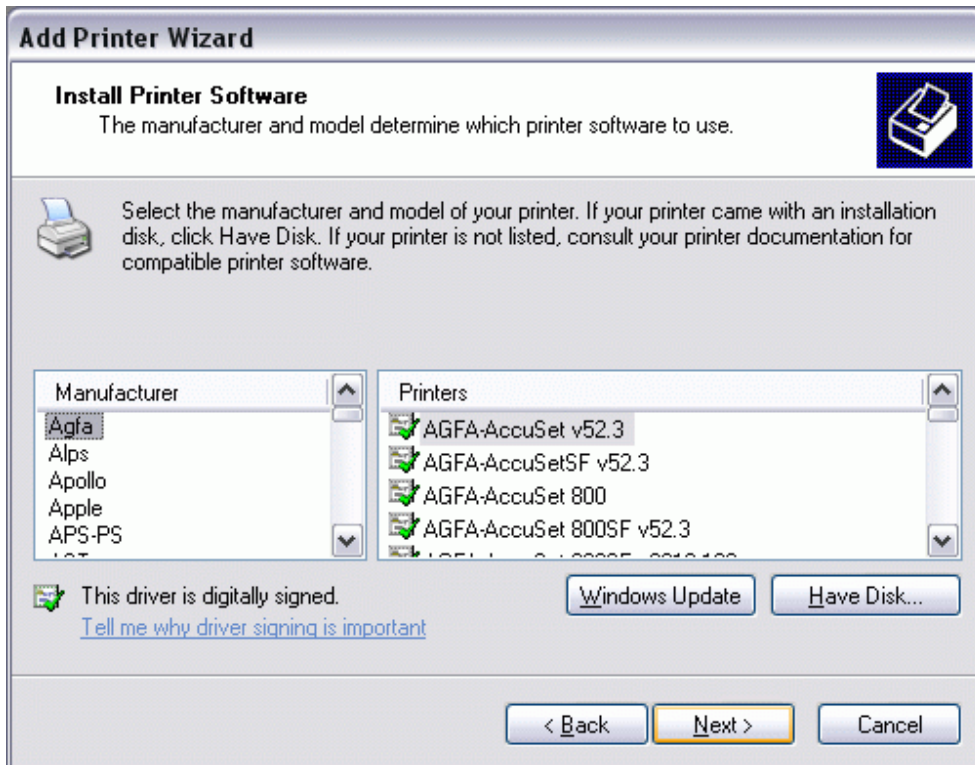 Add Printer Wizard
Install Printer Software
The manufacturer and model determine which printer software to use.
Select the manufacturer and model of your printer. If your printer came with an installation
disk, click Have Disk. If your printer is not listed, consult your printer documentation for
compatible printer software.
Manufacturer
Agfa
Alps
Apollo
Apple
APS-PS
Printers
AGFA-AccuSet v52.3
AGFA-AccuSetSF v52.3
AGFA-AccuSet 800
AGFA-AccuSet 800SF v52.3
This driver is digitally signed.
Tell me why driver signing is important
Windows Update
Have Disk...
< Back
Next >
Cancel